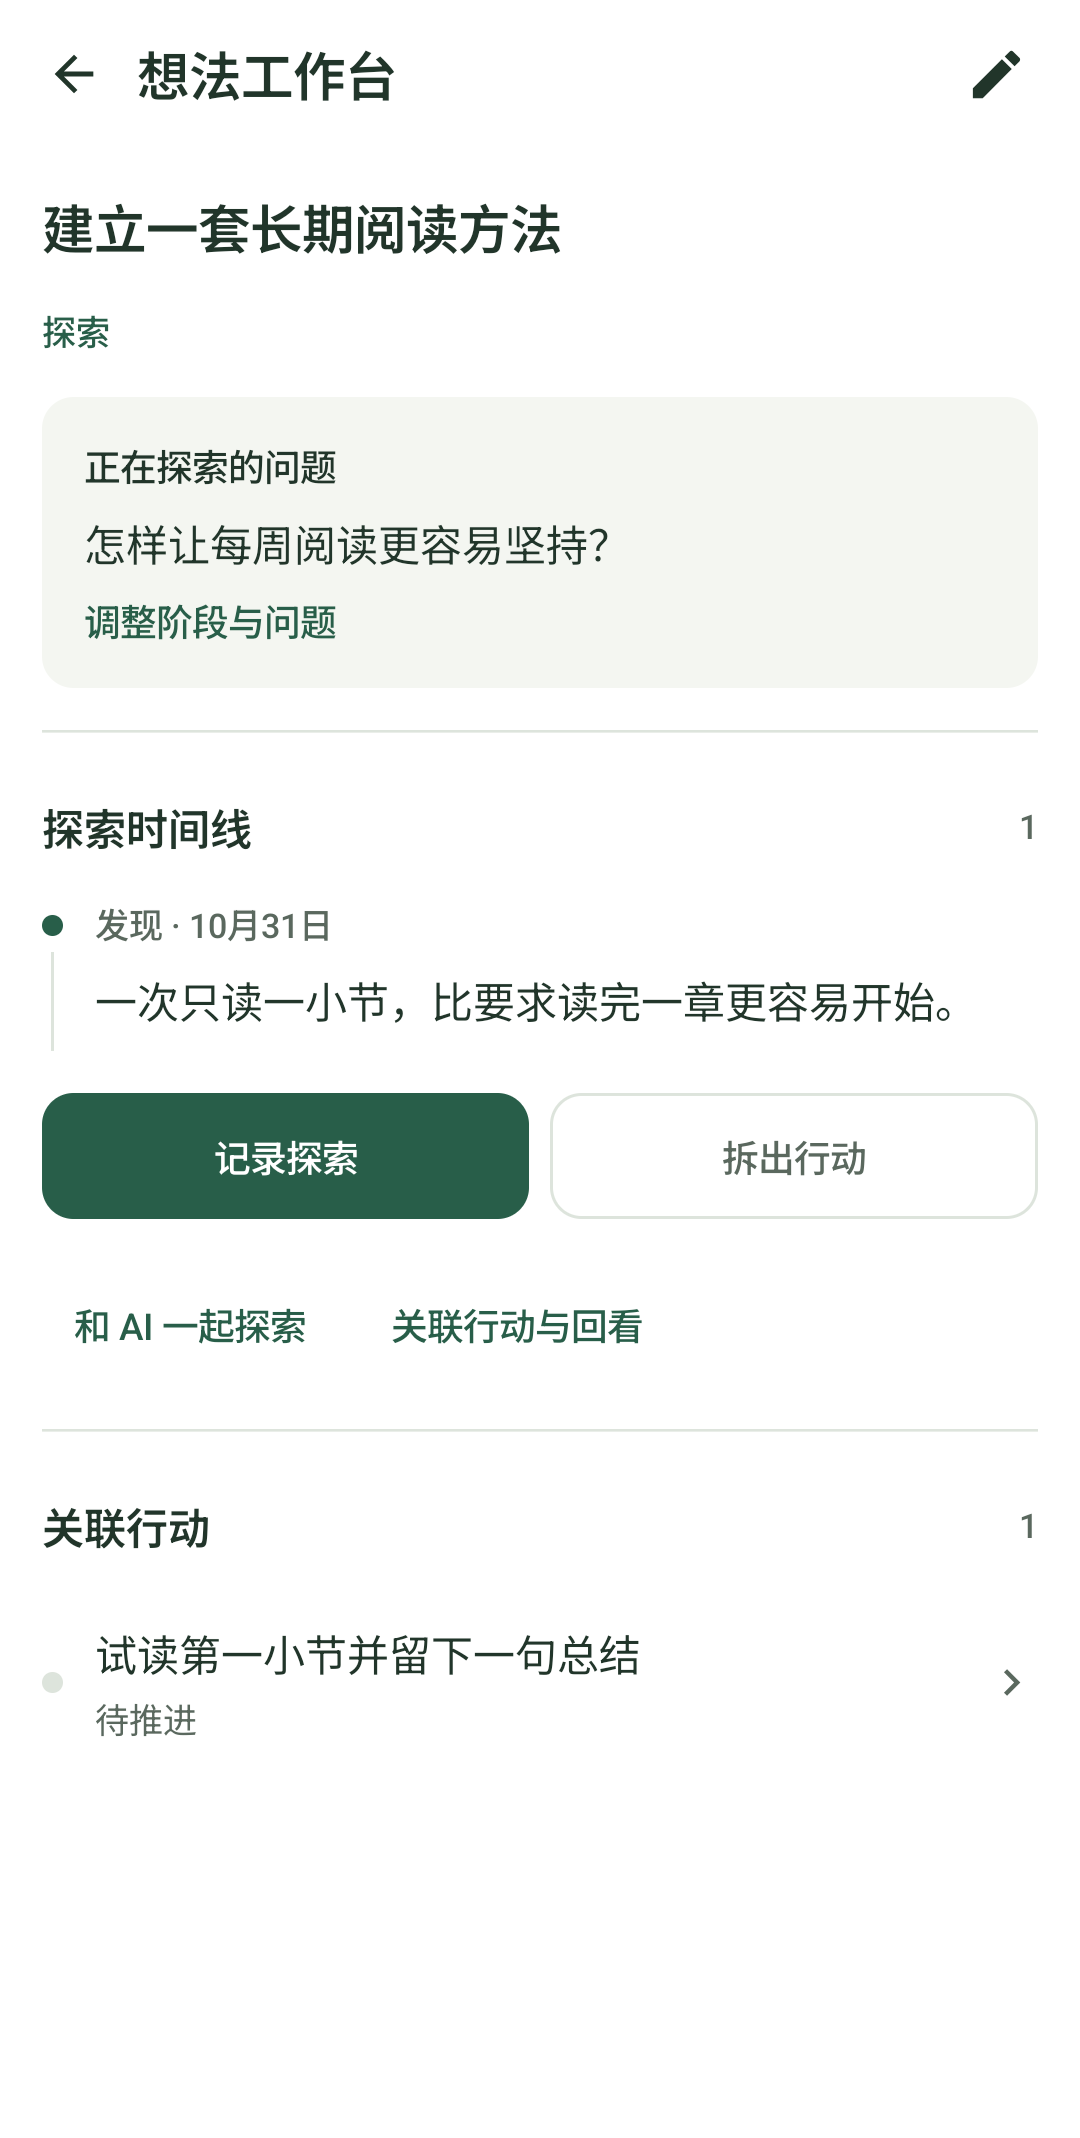 想法工作台
建立一套长期阅读方法
探索
正在探索的问题
怎样让每周阅读更容易坚持？
调整阶段与问题
探索时间线
1
发现 · 10月31日
一次只读一小节，比要求读完一章更容易开始。
记录探索
拆出行动
和 AI 一起探索
关联行动与回看
关联行动
1
试读第一小节并留下一句总结
待推进